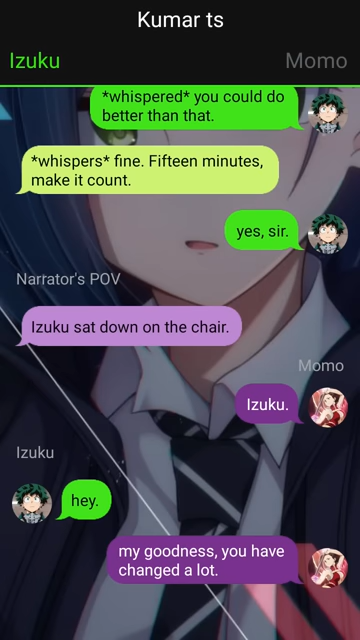 Kumar ts
Izuku
Momo
*whispered* you could do
better than that.
*whispers* fine. Fifteen minutes,
make it count.
yes, sir.
Narrator's POV
Izuku sat down on the chair.
Momo
Izuku.
Izuku
hey.
my goodness, you have
changed a lot.